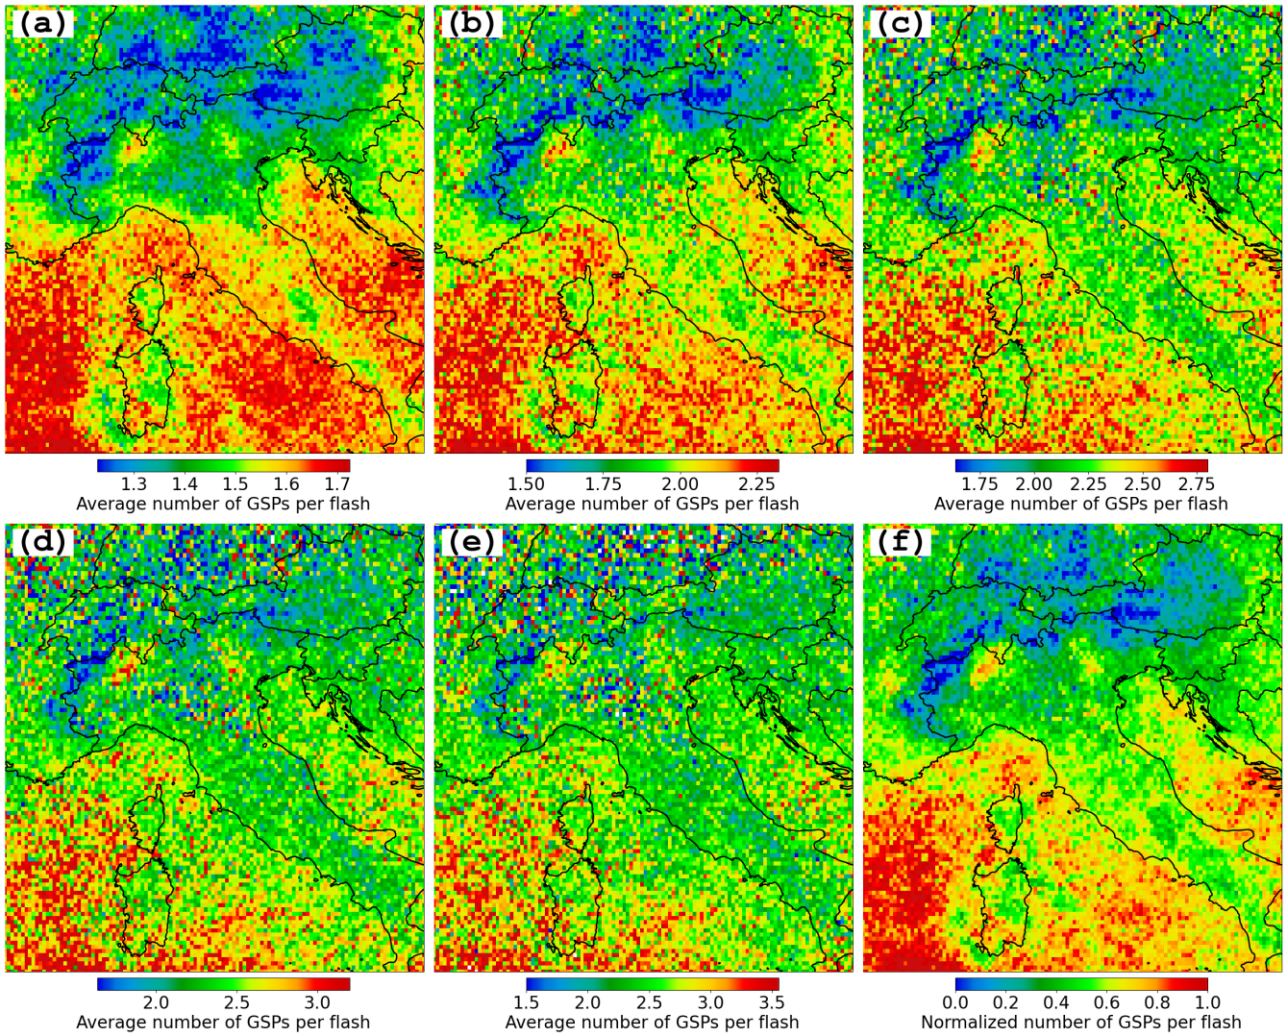 (a) (b) (c)
1.3 1.4 1.5 1.6 1.7 1.50 1.75 2.00 2.25 1.75 2.00 2.25 2.50 2.75
Average number of GSPs per flash Average number of GSPs per flash Average number of GSPs per flash
(d) (e) (f)
2.0 2.5 3.0 1.5 2.0 2.5 3.0 3.5 0.0 0.2 0.4 0.6 0.8 1.0
Average number of GSPs per flash Average number of GSPs per flash Normalized number of GSPs per flash